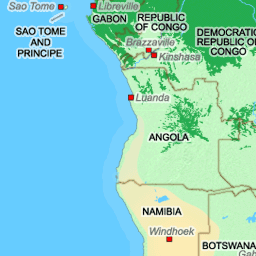 Sao Tome
Libreville
GABON
REPUBLIC
OF CONGO
SAO TOME
AND
PRINCIPE
DEMOCRATIC
REPUBLIC OF
CONGO
Brazzaville
Kinshasa
Luanda
ANGOLA
NAMIBIA
Windhoek
BOTSWANA
Ga